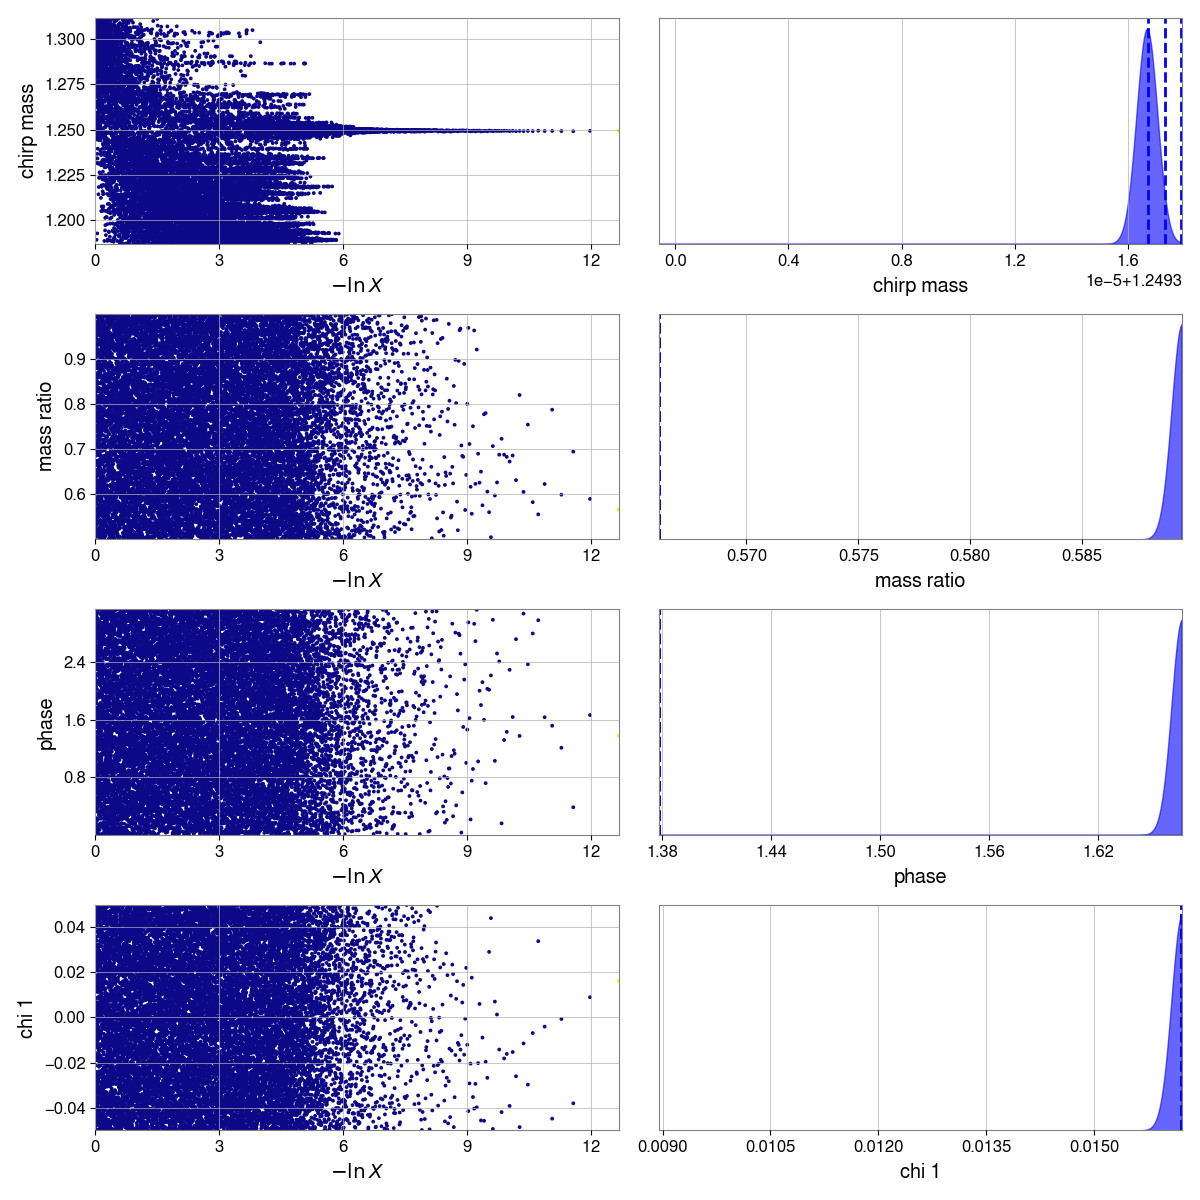 chirp mass
1.300
1.275
1.250
1.225
1.200
0 3 6 9 12
−ln X
0.0 0.4 0.8 1.2 1.6
1e−5+1.2493
chirp mass
mass ratio
0.9
0.8
0.7
0.6
0 3 6 9 12
−ln X
0.570 0.575 0.580 0.585
mass ratio
phase
2.4
1.6
0.8
0 3 6 9 12
−ln X
1.38 1.44 1.50 1.56 1.62
phase
chi 1
0.04
0.02
0.00
−0.02
−0.04
0 3 6 9 12
−ln X
0.0090 0.0105 0.0120 0.0135 0.0150
chi 1